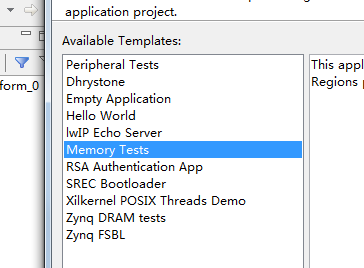 application project.
Available Templates:
Peripheral Tests
Dhrystone
Empty Application
Hello World
lwIP Echo Server
Memory Tests
RSA Authentication App
SREC Bootloader
Xilkernel POSIX Threads Demo
Zynq DRAM tests
Zynq FSBL
This appl
Regions p
form_0